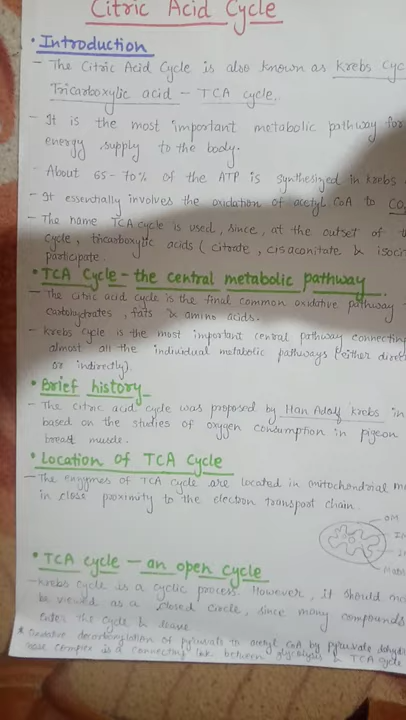 Citric Acid Cycle
• Introduction
- The Citric Acid Cycle is also known as krebs Cyc
Tricarboxylic acid - TCA cycle.
- It is the most important metabolic pathway for
energy supply to the body.
- About 65-70% of the ATP is synthesized in krebs
- It essentially involves the oxidation of acetyl CoA to CO
- The name TCA cycle is used, since, at the outset of
cycle, tricarboxylic acids (citrate, cisaconitate & isoci
participate.
• TCA Cycle - the central metabolic pathway
- The citric acid cycle is the final common oxidative pathway
carbohydrates, fats & amino acids.
- krebs cycle is the most important central pathway connecting
almost all the individual metabolic pathways (either direc
or indirectly).
• Brief history
- The citric acid cycle was proposed by Han Adolf krebs in
based on the studies of oxygen consumption in pigeon
breast muscle.
• Location of TCA Cycle
- The enzymes of TCA cycle are located in mitochondrial m
in close proximity to the electron transport chain.
OM
• TCA cycle - an open cycle
- krebs cycle is a cyclic process. However, it should no
be viewed as a closed circle, since many compounds
enter the cycle & leave
* Oxidative decarboxylation of pyruvate to acetyl CoA by pyruvate dehydr
complex is a connecting link between glycolysis & TCA cycle